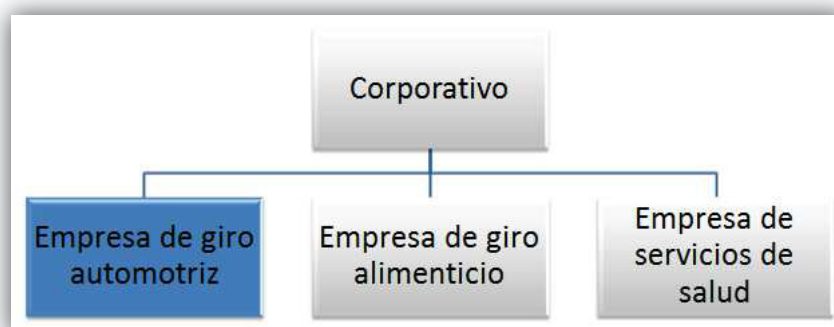 Corporativo
Empresa de giro
automotriz
Empresa de giro
alimenticio
Empresa de
servicios de
salud